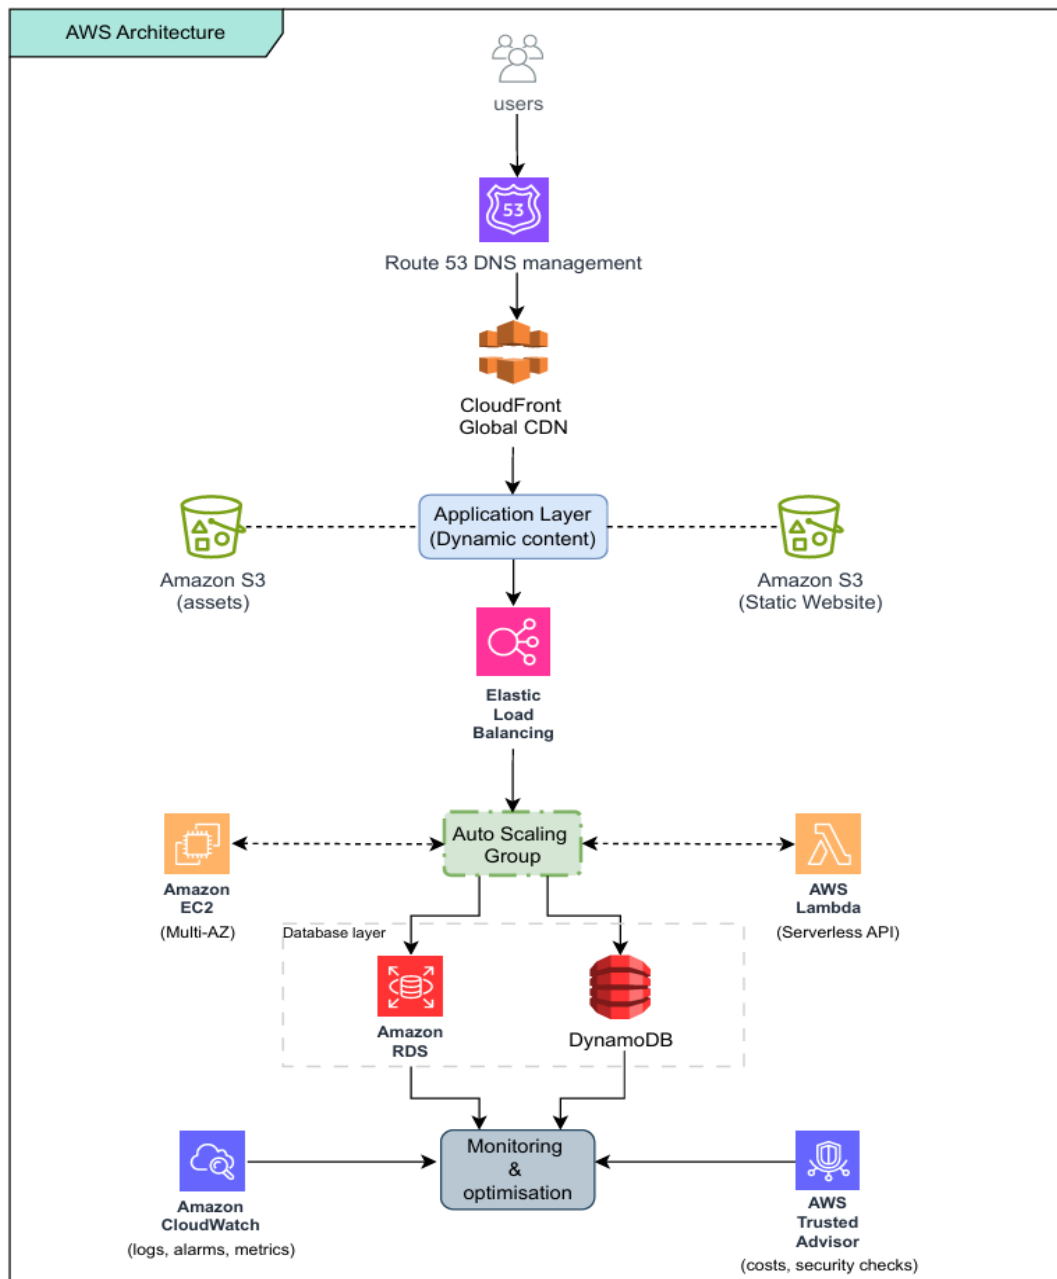 AWS Architecture
users
53
Route 53 DNS management
CloudFront
Global CDN
Application Layer
(Dynamic content)
Amazon S3
(assets)
Amazon S3
(Static Website)
Elastic
Load
Balancing
Auto Scaling
Group
Amazon
EC2
(Multi-AZ)
AWS
Lambda
(Serverless API)
Database layer
Amazon
RDS
DynamoDB
Monitoring
&
optimisation
Amazon
CloudWatch
(logs, alarms, metrics)
AWS
Trusted
Advisor
(costs, security checks)